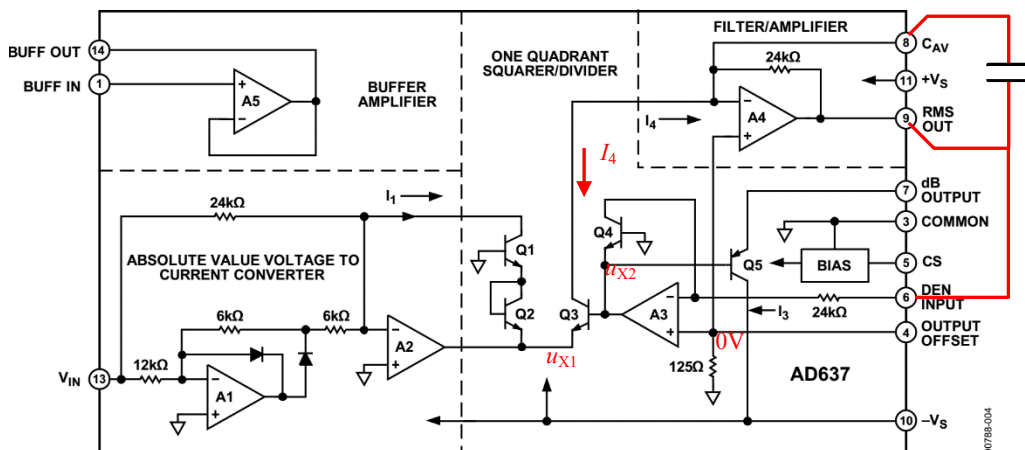 FILTER/AMPLIFIER
BUFF OUT 14
BUFF IN 1
A5
BUFFER
AMPLIFIER
ONE QUADRANT
SQUARER/DIVIDER
24kΩ
I4
A4
8 CAV
11 +VS
9 RMS
OUT
I4
I1
24kΩ
ABSOLUTE VALUE VOLTAGE TO
CURRENT CONVERTER
6kΩ
6kΩ
12kΩ
VIN 13
A1
A2
Q1
Q2
Q3
Q4
uX2
uX1
A3
Q5
BIAS
7 dB
OUTPUT
3 COMMON
5 CS
6 DEN
INPUT
24kΩ
I3
4 OUTPUT
OFFSET
0V
125Ω
AD637
10 –VS
00788-004